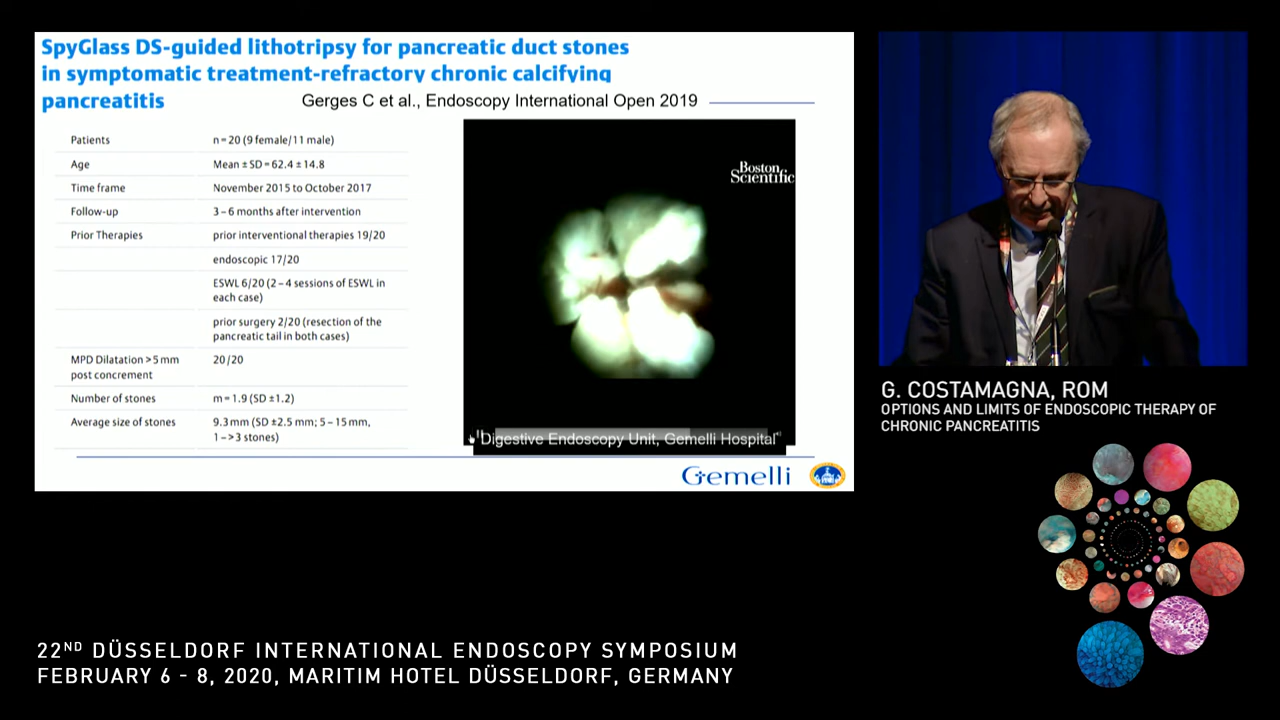 SpyGlass DS-guided lithotripsy for pancreatic duct stones
in symptomatic treatment-refractory chronic calcifying
pancreatitis
Gerges C et al., Endoscopy International Open 2019
Patients n = 20 (9 female/11 male)
Age Mean ± SD = 62.4 ± 14.8
Time frame November 2015 to October 2017
Follow-up 3 – 6 months after intervention
Prior Therapies prior interventional therapies 19/20
endoscopic 17/20
ESWL 6/20 (2 – 4 sessions of ESWL in
each case)
prior surgery 2/20 (resection of the
pancreatic tail in both cases)
MPD Dilatation > 5 mm 20/20
post concrement
Number of stones m = 1.9 (SD ±1.2)
Average size of stones 9.3 mm (SD ±2.5 mm; 5 – 15 mm,
1 – > 3 stones)
Boston
Scientific
Digestive Endoscopy Unit, Gemelli Hospital
Gemelli
G. COSTAMAGNA, ROM
OPTIONS AND LIMITS OF ENDOSCOPIC THERAPY OF
CHRONIC PANCREATITIS
22ND DÜSSELDORF INTERNATIONAL ENDOSCOPY SYMPOSIUM
FEBRUARY 6 - 8, 2020, MARITIM HOTEL DÜSSELDORF, GERMANY